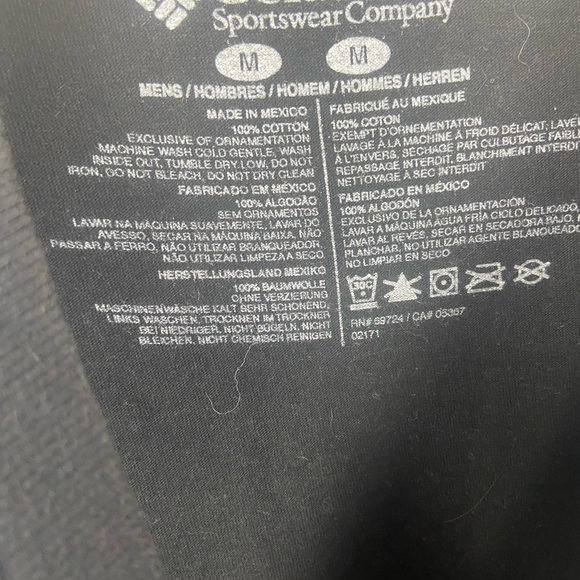 Sportswear Company
M M
MENS / HOMBRES / HOMEM / HOMMES / HERREN
MADE IN MEXICO
100% COTTON
EXCLUSIVE OF ORNAMENTATION
MACHINE WASH COLD GENTLE, WASH
INSIDE OUT, TUMBLE DRY LOW, DO NOT
IRON, DO NOT BLEACH, DO NOT DRY CLEAN
FABRICADO EM MÉXICO
100% ALGODÃO
SEM ORNAMENTOS
LAVAR NA MÁQUINA SUAVEMENTE, LAVAR DO
AVESSO, SECAR NA MÁQUINA BAIXA, NÃO
PASSAR A FERRO, NÃO UTILIZAR BRANQUEADOR,
NÃO UTILIZAR LIMPEZA A SECO
HERSTELLUNGSLAND MEXIKO
100% BAUMWOLLE
OHNE VERZIERUNG
MASCHINENWÄSCHE KALT SEHR SCHONEND,
LINKS WASCHEN, TROCKNEN IM TROCKNER
BEI NIEDRIGER, NICHT BÜGELN, NICHT
BLEICHEN, NICHT CHEMISCH REINIGEN
FABRIQUÉ AU MEXIQUE
100% COTON
EXEMPT D'ORNEMENTATION
LAVAGE À LA MACHINE À FROID DÉLICAT, LAVER
À L'ENVERS, SÉCHAGE PAR CULBUTAGE FAIBLE
REPASSAGE INTERDIT, BLANCHIMENT INTERDIT
NETTOYAGE À SEC INTERDIT
FABRICADO EN MÉXICO
100% ALGODÓN
EXCLUSIVO DE LA ORNAMENTACIÓN
LAVAR A MÁQUINA AGUA FRÍA CICLO DELICADO,
LAVAR AL REVÉS, SECAR EN SECADORA BAJO, NO
PLANCHAR, NO UTILIZAR AGENTE BLANQUEANTE
NO LIMPIAR EN SECO
30C
RN# 69724 / CA# 05367
02171